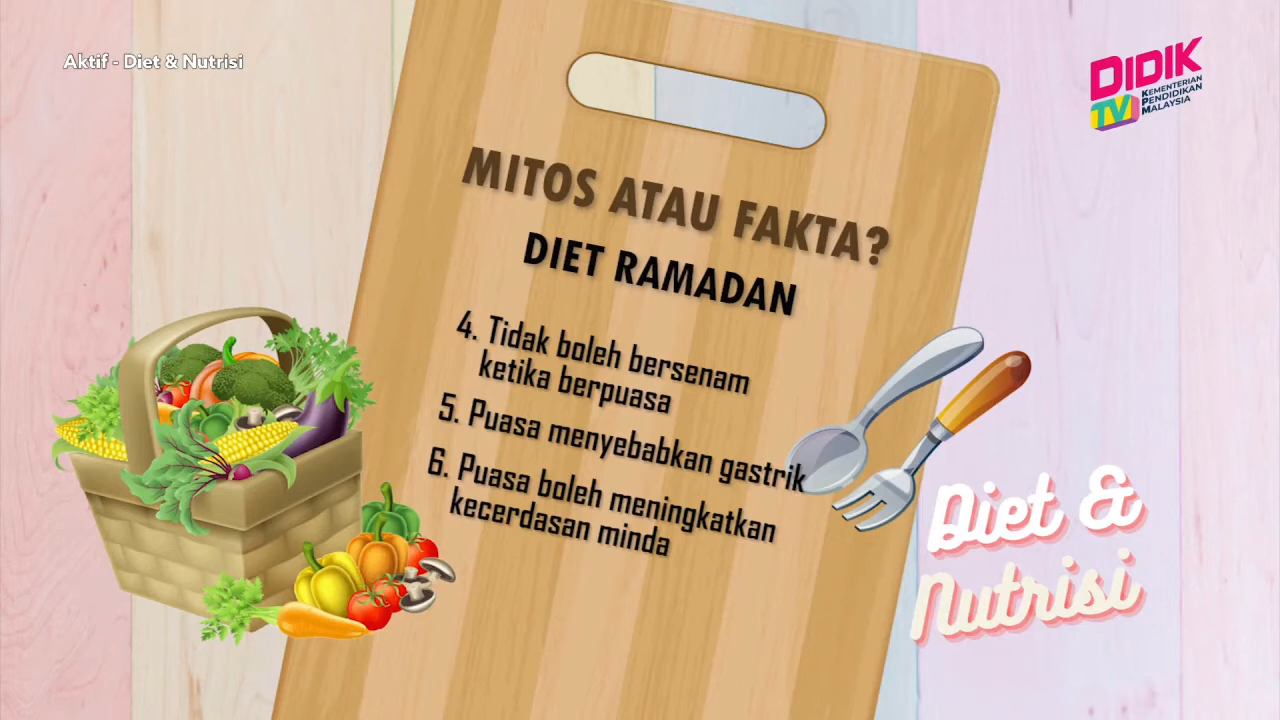 Aktif - Diet & Nutrisi
DIDIK
TV
KEMENTERIAN
PENDIDIKAN
MALAYSIA
MITOS ATAU FAKTA?
DIET RAMADAN
4. Tidak boleh bersenam
ketika berpuasa
5. Puasa menyebabkan gastrik
6. Puasa boleh meningkatkan
kecerdasan minda
Diet &
Nutrisi